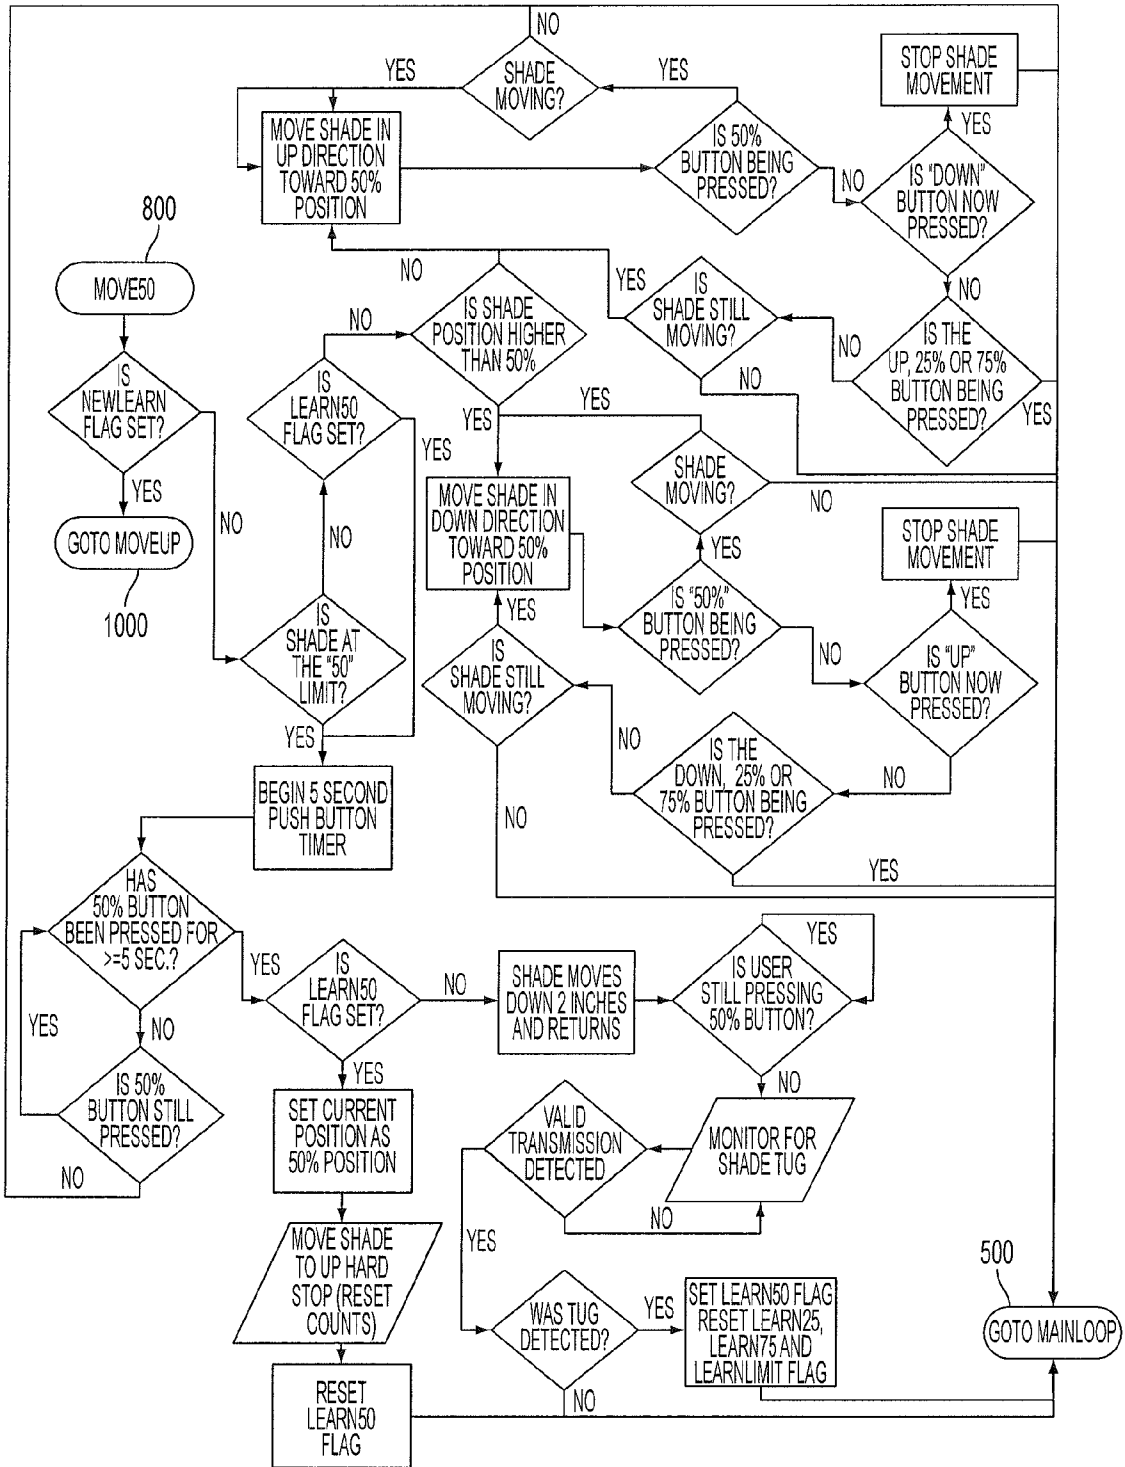 NO
YES
SHADE
MOVING?
YES
STOP SHADE
MOVEMENT
MOVE SHADE IN
UP DIRECTION
TOWARD 50%
POSITION
IS 50%
BUTTON BEING
PRESSED?
YES
NO
IS "DOWN"
BUTTON NOW
PRESSED?
800
MOVE50
NO
YES
IS
SHADE STILL
MOVING?
NO
IS SHADE
POSITION HIGHER
THAN 50%
NO
NO
IS THE
UP, 25% OR 75%
BUTTON BEING
PRESSED?
YES
NO
IS
NEWLEARN
FLAG SET?
IS
LEARN50
FLAG SET?
YES
YES
YES
SHADE
MOVING?
NO
YES
NO
NO
GOTO MOVEUP
1000
MOVE SHADE IN
DOWN DIRECTION
TOWARD 50%
POSITION
YES
STOP SHADE
MOVEMENT
YES
IS
SHADE AT
THE "50"
LIMIT?
YES
IS "50%"
BUTTON BEING
PRESSED?
NO
IS "UP"
BUTTON NOW
PRESSED?
IS
SHADE STILL
MOVING?
YES
NO
IS THE
DOWN, 25% OR
75% BUTTON BEING
PRESSED?
NO
BEGIN 5 SECOND
PUSH BUTTON
TIMER
NO
YES
HAS
50% BUTTON
BEEN PRESSED FOR
>=5 SEC.?
YES
IS
LEARN50
FLAG SET?
NO
SHADE MOVES
DOWN 2 INCHES
AND RETURNS
IS USER
STILL PRESSING
50% BUTTON?
YES
YES
NO
IS 50%
BUTTON STILL
PRESSED?
NO
YES
SET CURRENT
POSITION AS
50% POSITION
VALID
TRANSMISSION
DETECTED
NO
MONITOR FOR
SHADE TUG
NO
YES
MOVE SHADE
TO UP HARD
STOP (RESET
COUNTS)
WAS TUG
DETECTED?
YES
SET LEARN50 FLAG
RESET LEARN25,
LEARN75 AND
LEARNLIMIT FLAG
500
GOTO MAINLOOP
NO
RESET
LEARN50
FLAG